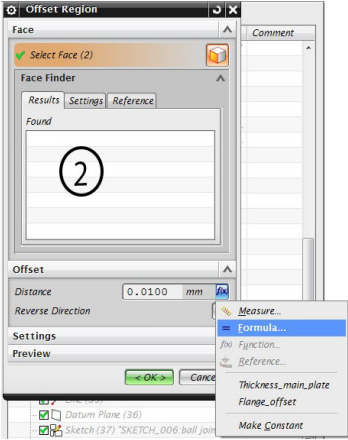 Offset Region
Face
Comment
Select Face (2)
Face Finder
Results Settings Reference
Found
2
Offset
Distance 0.0100 mm f(x)
Reverse Direction
Measure...
= Formula...
f(x) Function...
Reference...
Settings
Preview
< OK > Cance
Thickness_main_plate
Flange_offset
Make Constant
Datum Plane (36)
Sketch (37) "SKETCH_006:ball join